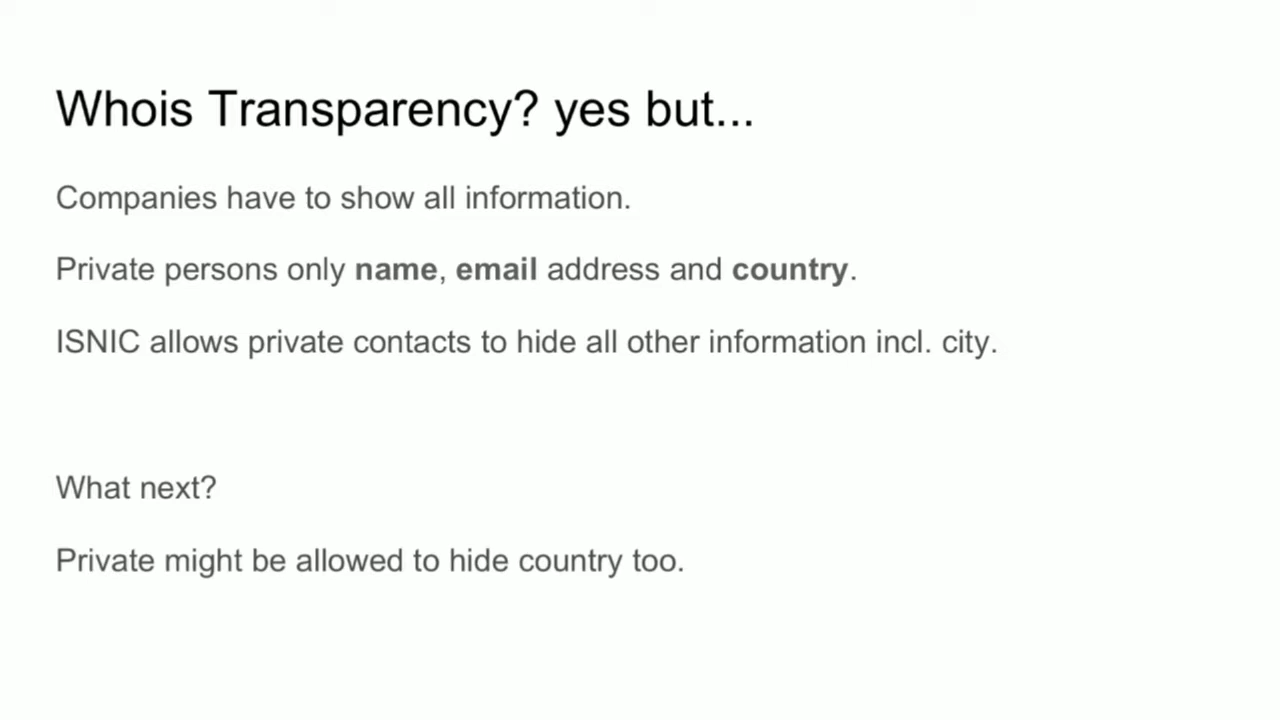 Whois Transparency? yes but...
Companies have to show all information.
Private persons only name, email address and country.
ISNIC allows private contacts to hide all other information incl. city.
What next?
Private might be allowed to hide country too.